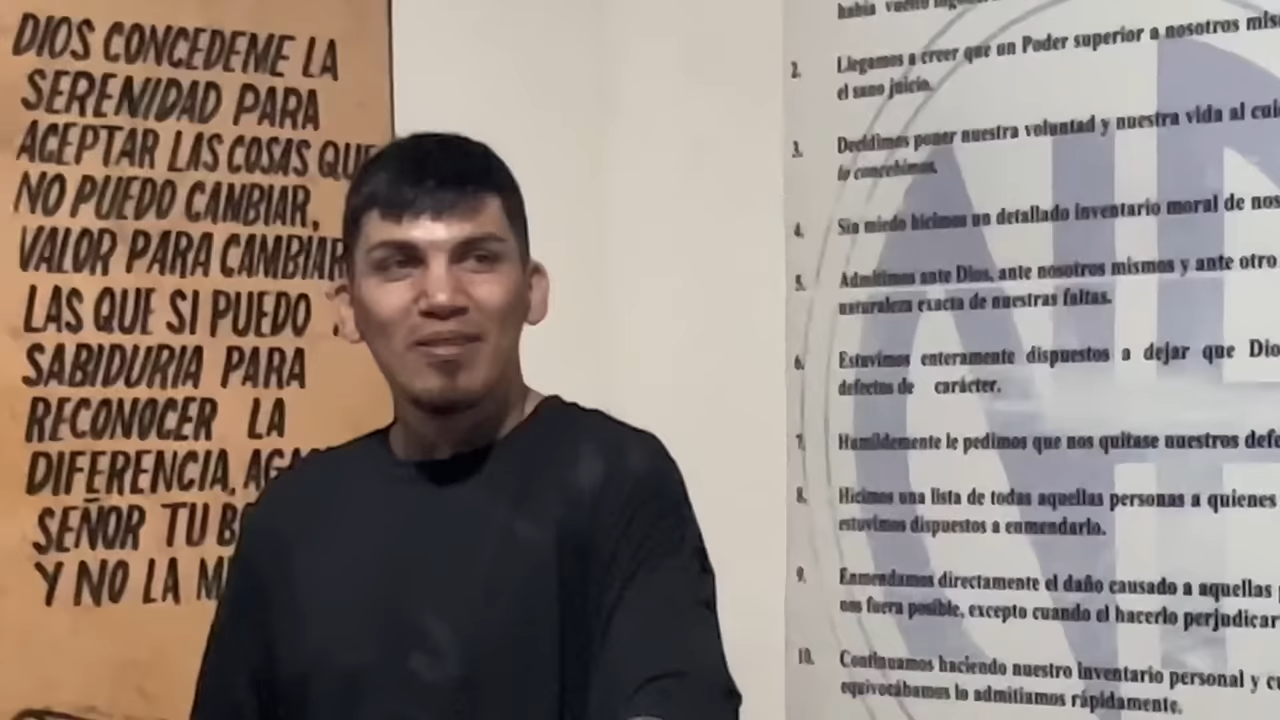 DIOS CONCEDEME LA
SERENIDAD PARA
ACEPTAR LAS COSAS QUE
NO PUEDO CAMBIAR,
VALOR PARA CAMBIAR
LAS QUE SI PUEDO
SABIDURIA PARA
RECONOCER LA
DIFERENCIA,
SEÑOR TU
Y NO LA
había
2. Llegamos a creer que un Poder superior a nosotros
el sano juicio.
3. Decidimos poner nuestra voluntad y nuestra vida al
lo concebimos.
4. Sin miedo hicimos un detallado inventario moral de
5. Admitimos ante Dios, ante nosotros mismos y ante otro
naturaleza exacta de nuestras faltas.
6. Estuvimos enteramente dispuestos a dejar que
defectos de carácter.
7. Humildemente le pedimos que nos quitase nuestros
8. Hicimos una lista de todas aquellas personas a quienes
estuvimos dispuestos a enmendarlo.
9. Enmendamos directamente el daño causado a aquellas
nos fuera posible, excepto cuando el hacerlo
10. Continuamos haciendo nuestro inventario personal y
equivocábamos lo admitíamos rápidamente.